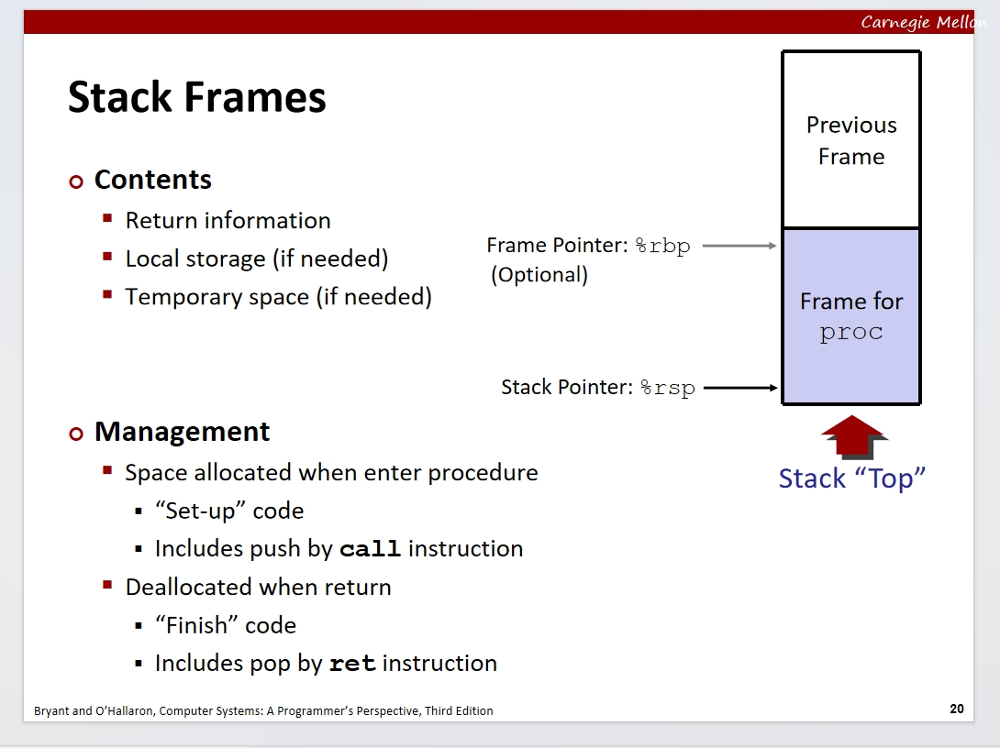 Carnegie Mellon
Stack Frames
Contents
Return information
Local storage (if needed)
Temporary space (if needed)
Management
Space allocated when enter procedure
“Set-up” code
Includes push by call instruction
Deallocated when return
“Finish” code
Includes pop by ret instruction
Previous
Frame
Frame Pointer: %rbp
(Optional)
Frame for
proc
Stack Pointer: %rsp
Stack “Top”
Bryant and O’Hallaron, Computer Systems: A Programmer’s Perspective, Third Edition
20